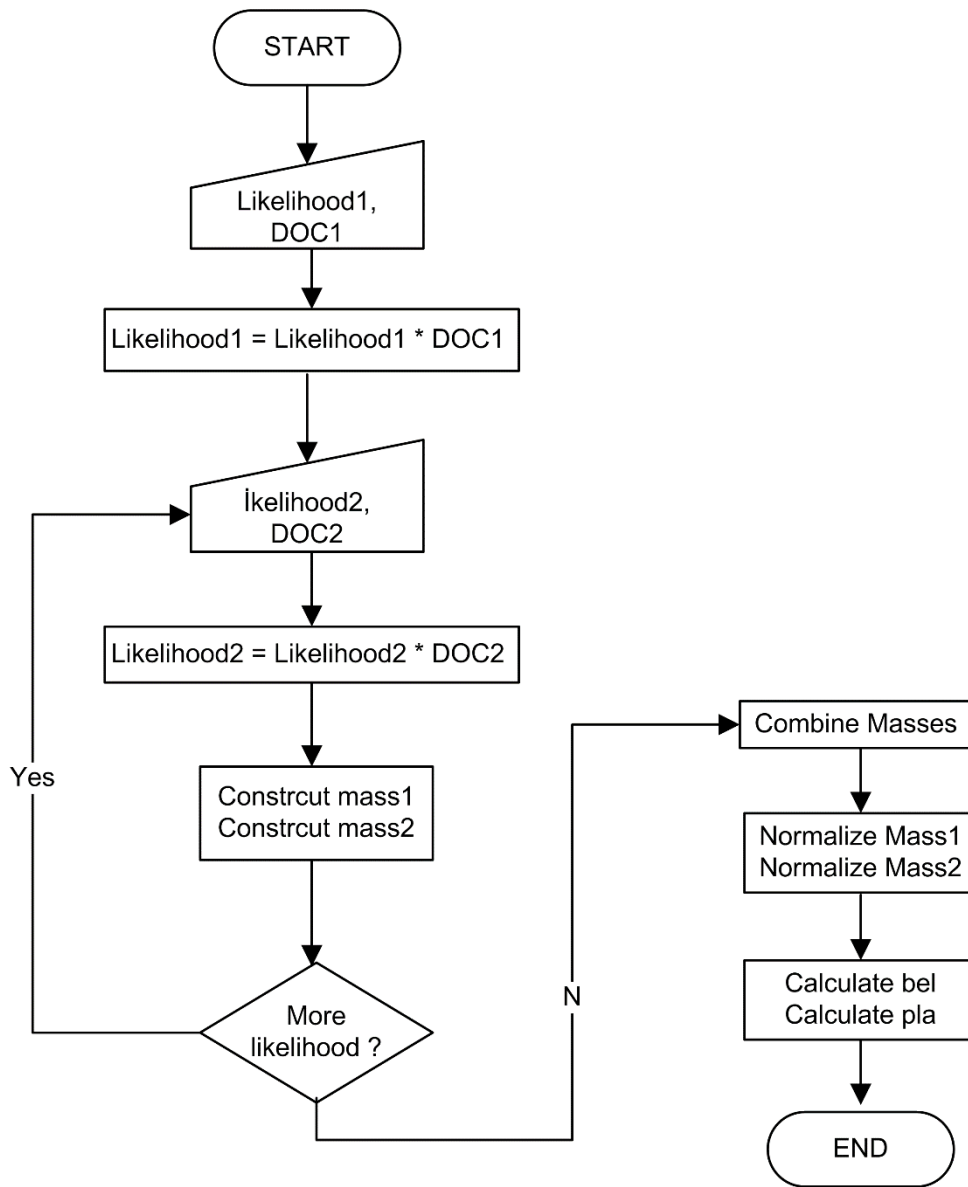 START
Likelihood1,
DOC1
Likelihood1 = Likelihood1 * DOC1
İkelihood2,
DOC2
Likelihood2 = Likelihood2 * DOC2
Constrcut mass1
Constrcut mass2
More
likelihood ?
Yes
N
Combine Masses
Normalize Mass1
Normalize Mass2
Calculate bel
Calculate pla
END